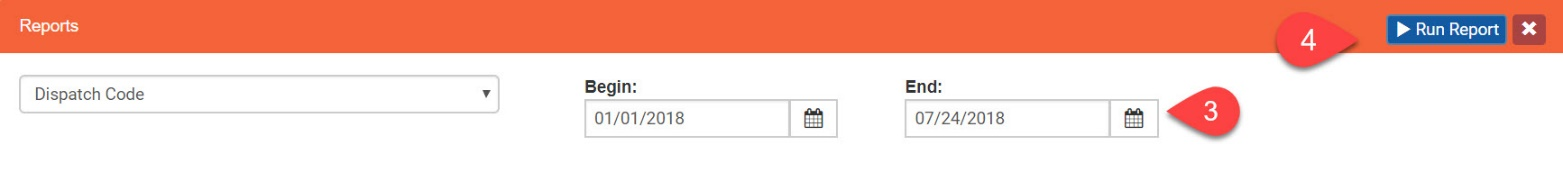 Reports
4
Run Report
Dispatch Code
Begin:
End:
01/01/2018
07/24/2018
3